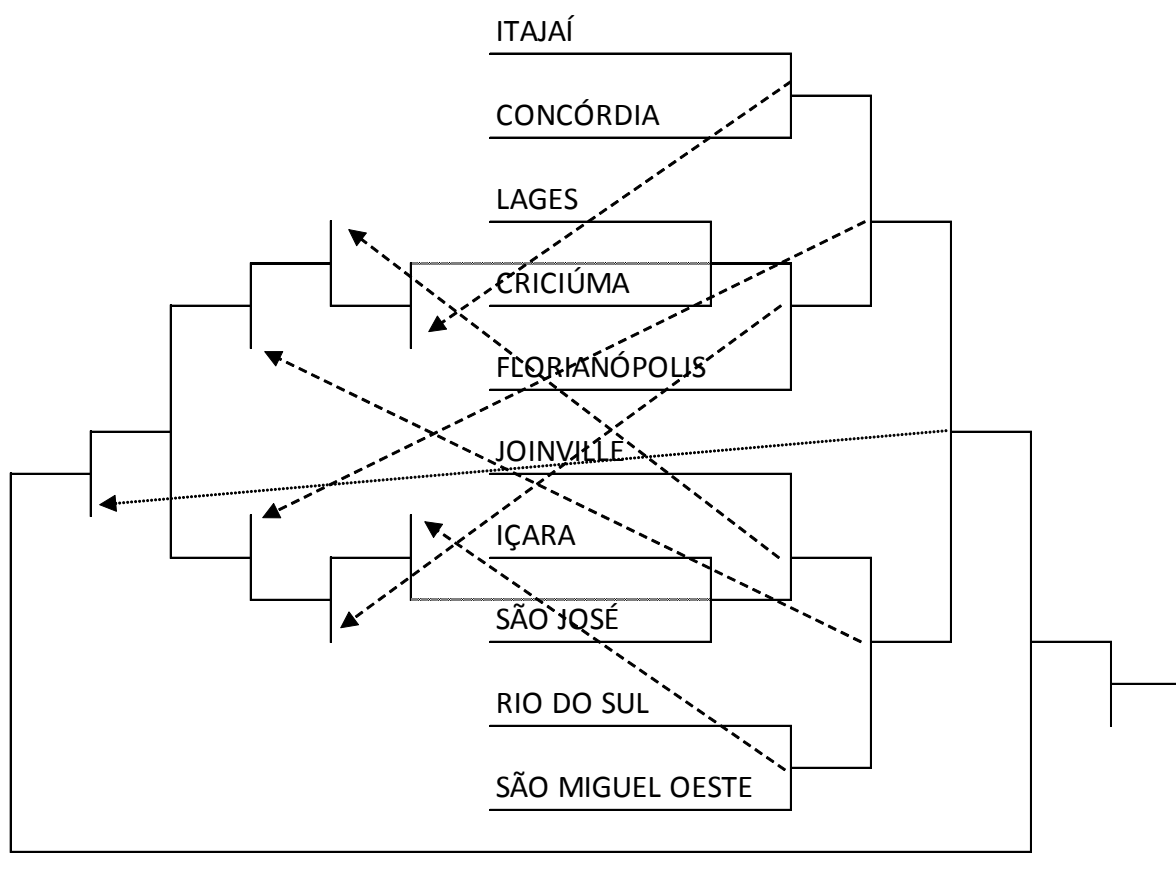 ITAJAÍ
CONCÓRDIA
LAGES
CRICIÚMA
FLORIANÓPOLIS
JOINVILLE
IÇARA
SÃO JOSÉ
RIO DO SUL
SÃO MIGUEL OESTE